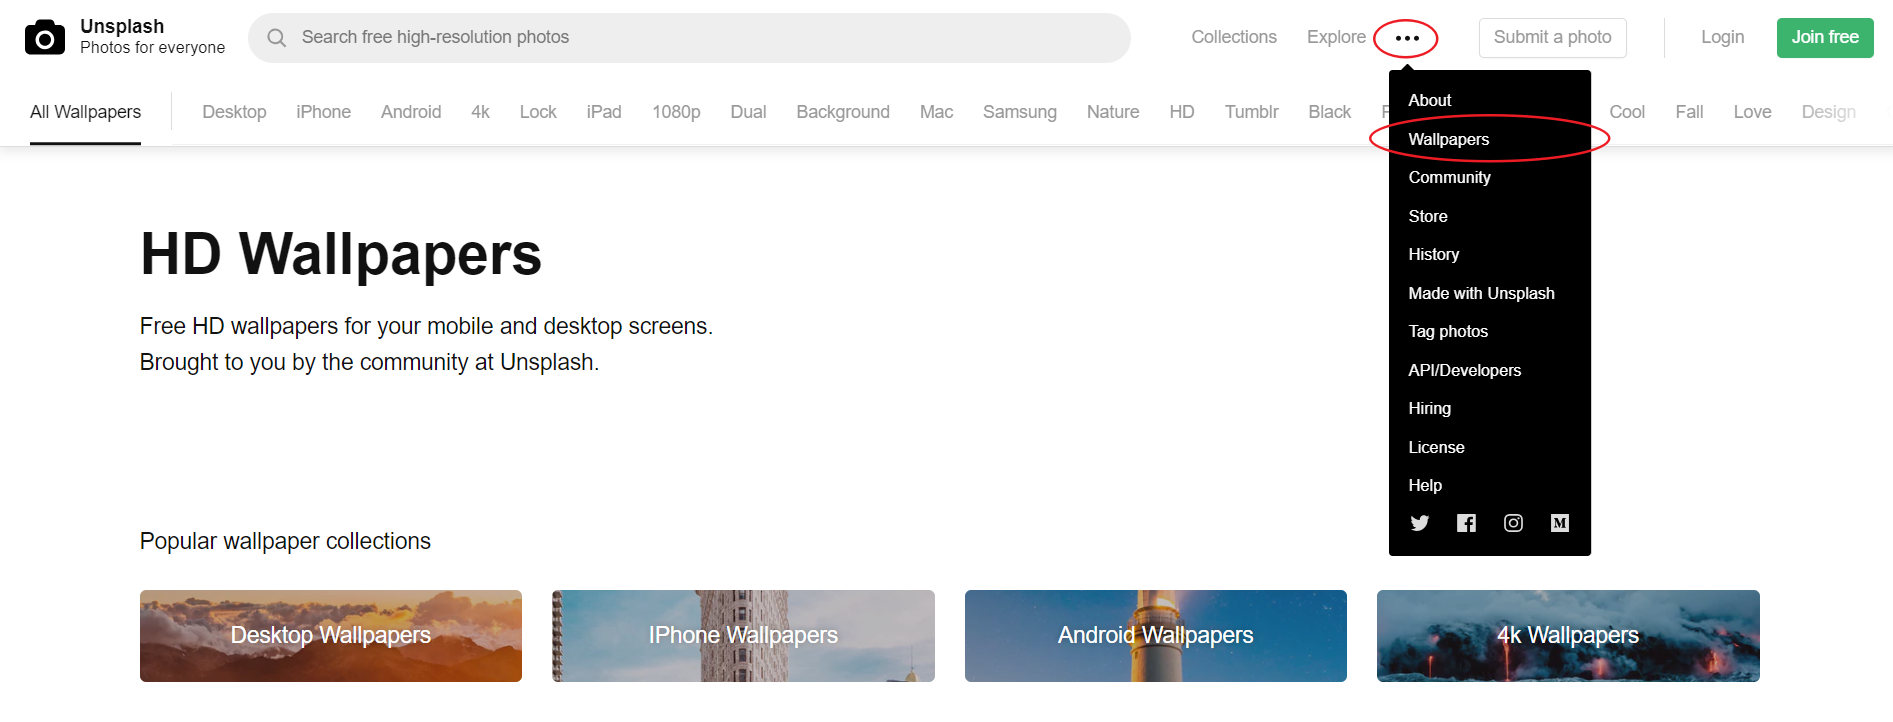 Unsplash
Photos for everyone
Search free high-resolution photos
Collections
Explore
Submit a photo
Login
Join free
All Wallpapers
Desktop
iPhone
Android
4k
Lock
iPad
1080p
Dual
Background
Mac
Samsung
Nature
HD
Tumblr
Black
Cool
Fall
Love
Design
About
Wallpapers
Community
Store
History
Made with Unsplash
Tag photos
API/Developers
Hiring
License
Help
HD Wallpapers
Free HD wallpapers for your mobile and desktop screens.
Brought to you by the community at Unsplash.
Popular wallpaper collections
Desktop Wallpapers
IPhone Wallpapers
Android Wallpapers
4k Wallpapers